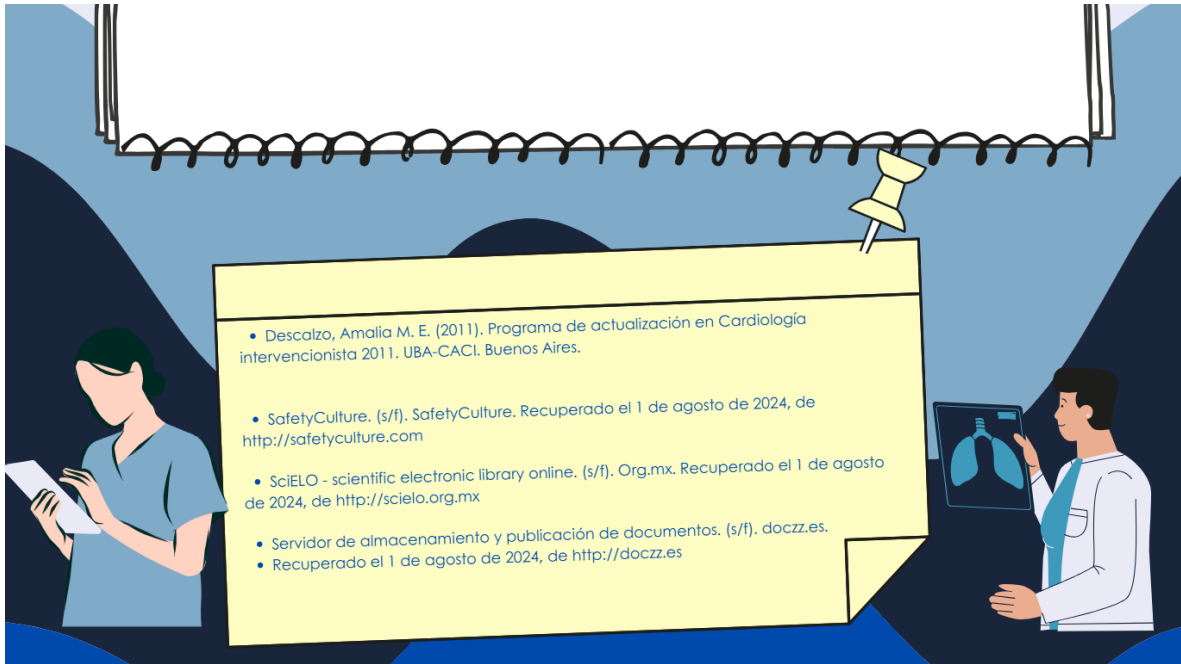 • Descalzo, Amalia M. E. (2011). Programa de actualización en Cardiología
intervencionista 2011. UBA-CACI. Buenos Aires.
• SafetyCulture. (s/f). SafetyCulture. Recuperado el 1 de agosto de 2024, de
http://safetyculture.com
• SciELO - scientific electronic library online. (s/f). Org.mx. Recuperado el 1 de agosto
de 2024, de http://scielo.org.mx
• Servidor de almacenamiento y publicación de documentos. (s/f). doczz.es.
• Recuperado el 1 de agosto de 2024, de http://doczz.es